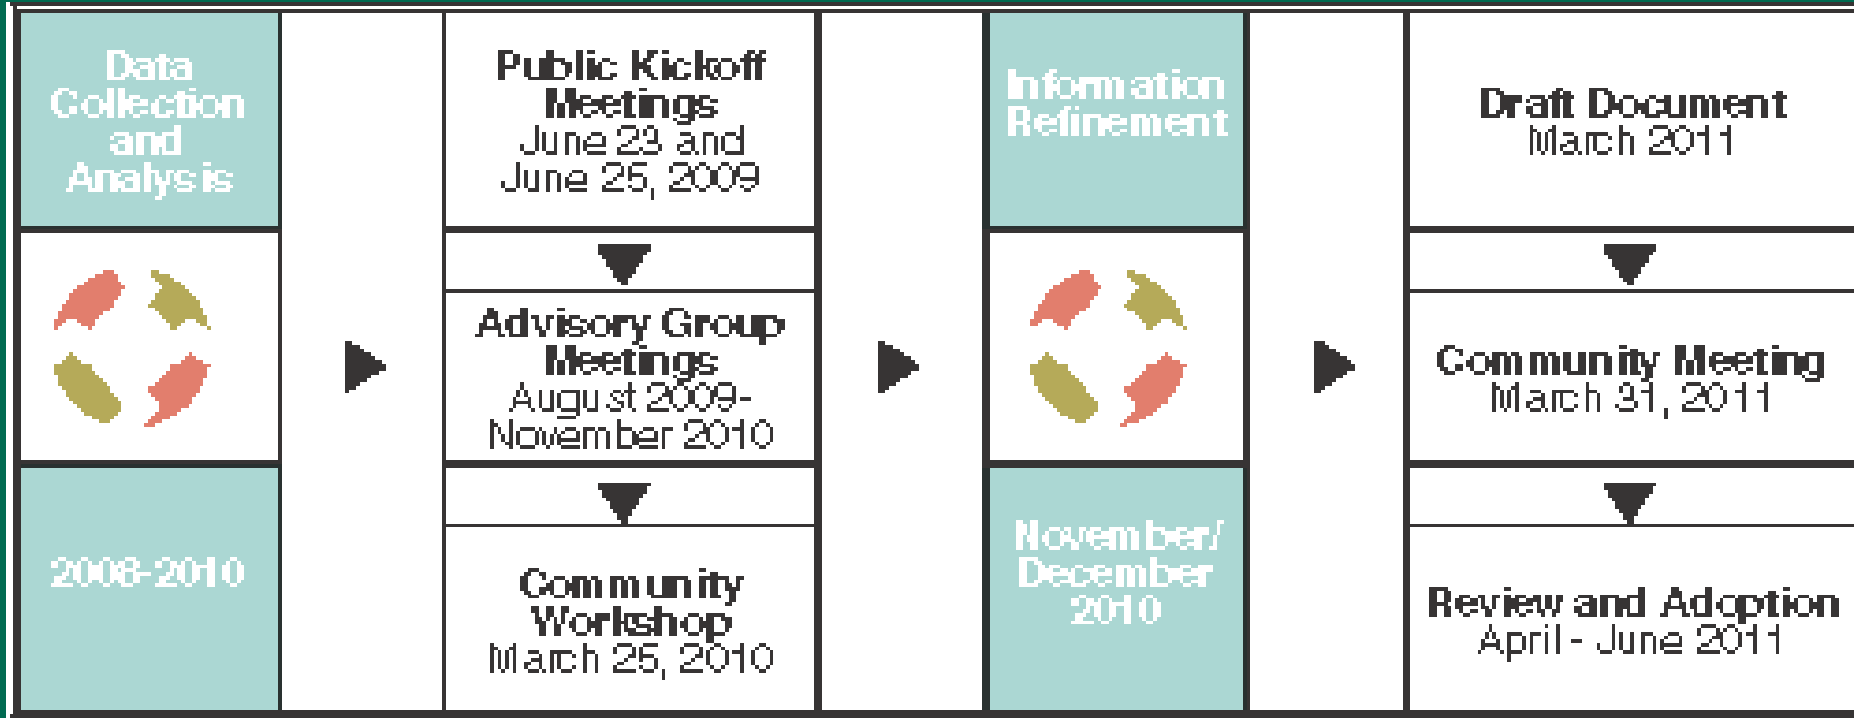 Data
Collection
and
Analysis
2008-2010
Public Kickoff
Meetings
June 23 and
June 25, 2009
Advisory Group
Meetings
August 2009-
November 2010
Community
Workshop
March 25, 2010
Information
Refinement
November/
December
2010
Draft Document
March 2011
Community Meeting
March 31, 2011
Review and Adoption
April - June 2011